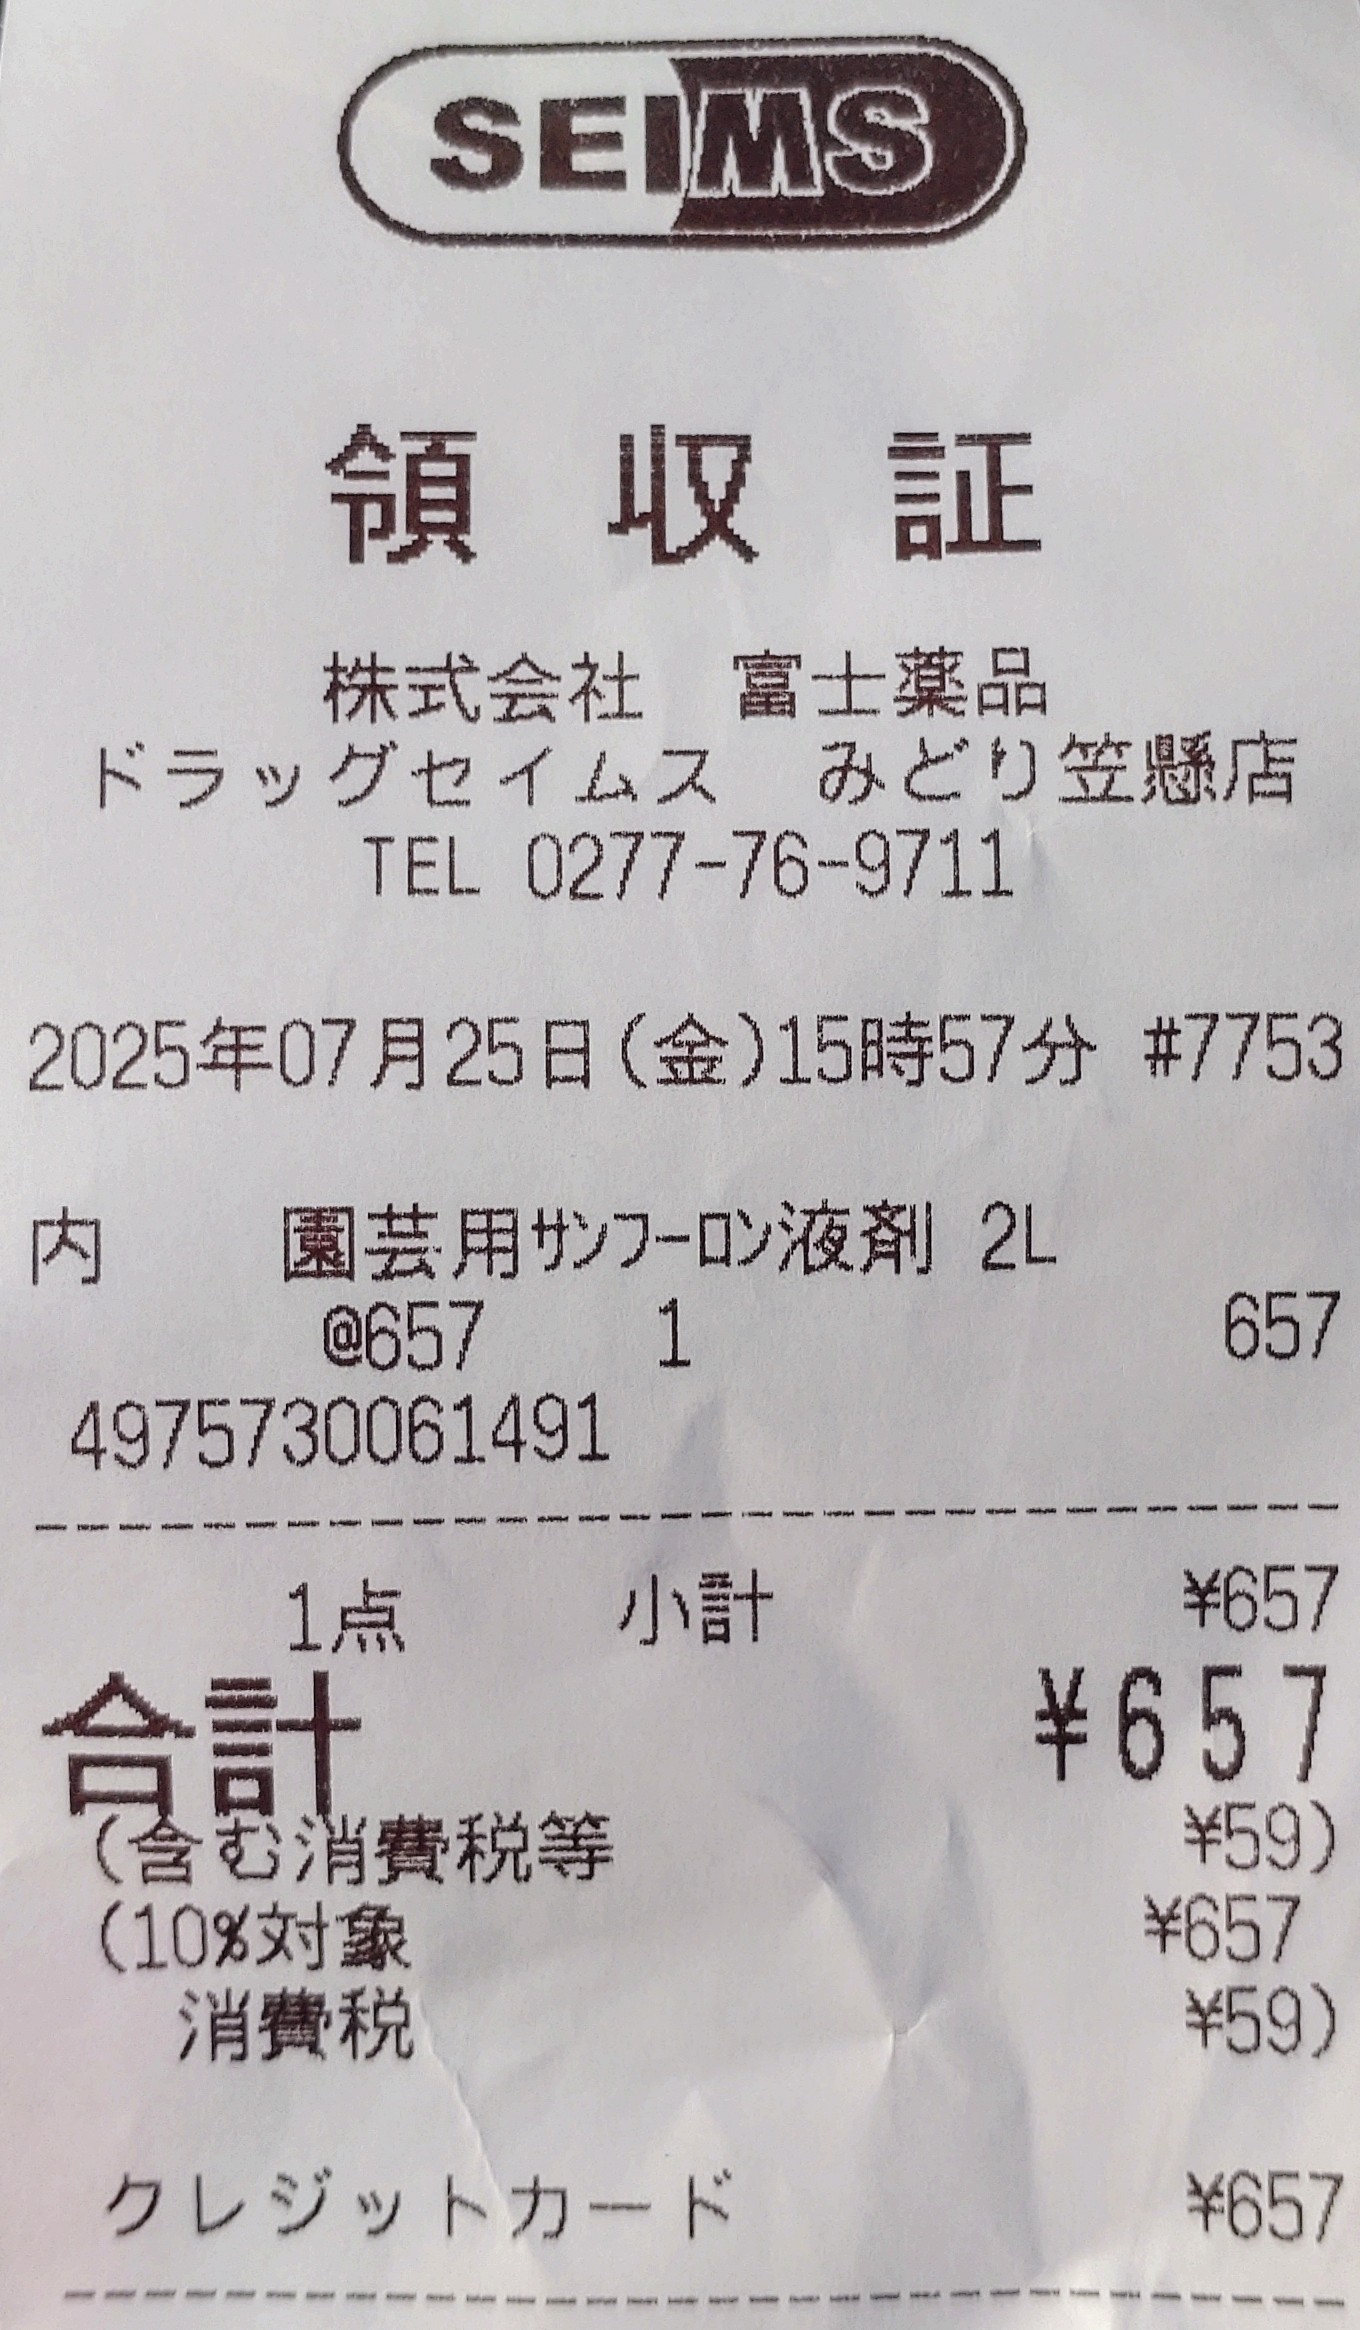 SEIMS
領収証
株式会社 富士薬品
ドラッグセイムス みどり笠懸店
TEL 0277-76-9711
2025年07月25日(金)15時57分 #7753
内 園芸用ｻﾝﾌｰﾛﾝ液剤 2L
@657 1 657
4975730061491
1点 小計 ¥657
合計 ¥657
(含む消費税等 ¥59)
(10%対象 ¥657
消費税 ¥59)
クレジットカード ¥657